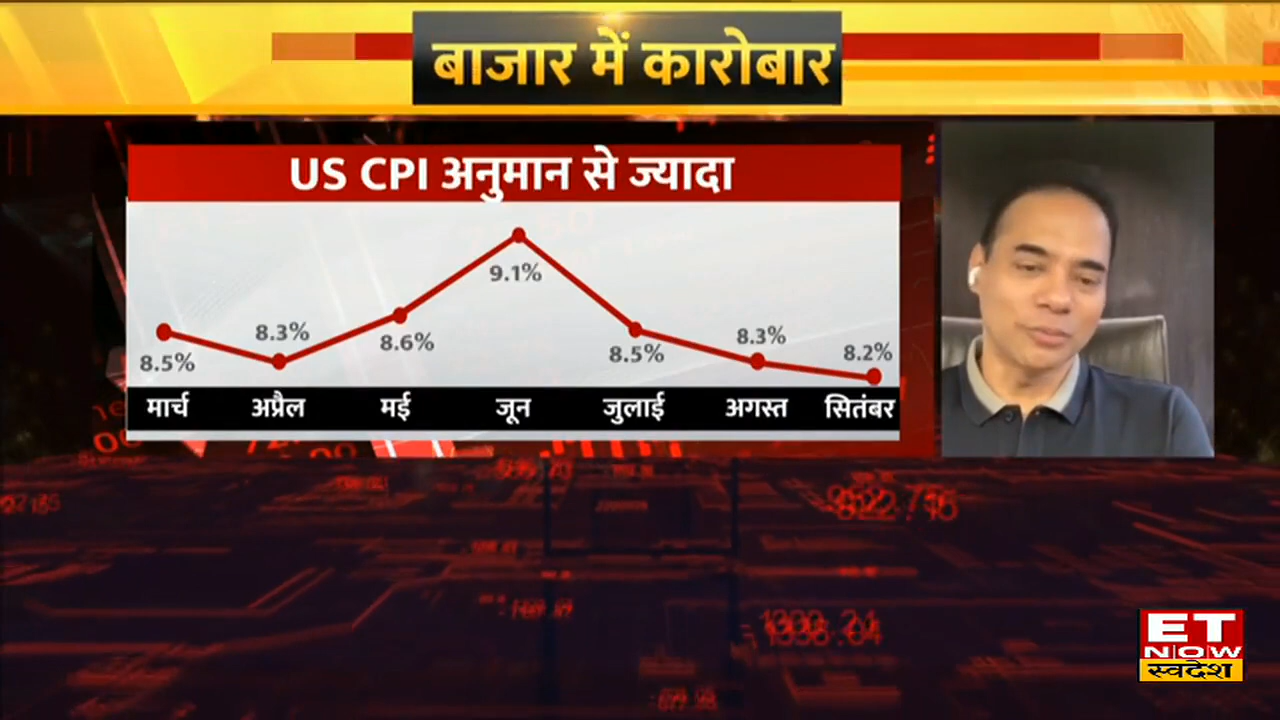 बाजार में कारोबार
US CPI अनुमान से ज्यादा
8.5% 8.3% 8.6% 9.1% 8.5% 8.3% 8.2%
मार्च अप्रैल मई जून जुलाई अगस्त सितंबर
ET
NOW
स्वदेश